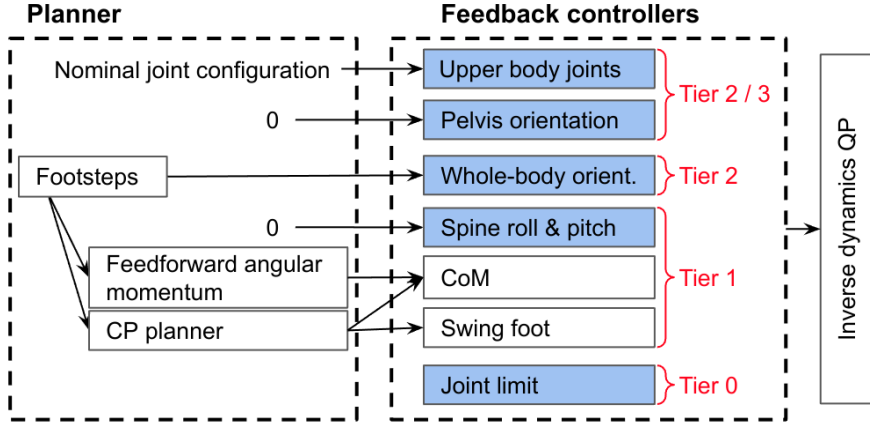 Planner
Feedback controllers
Nominal joint configuration
Upper body joints
Tier 2 / 3
0
Pelvis orientation
Footsteps
Whole-body orient.
Tier 2
0
Spine roll & pitch
Feedforward angular
momentum
CoM
Tier 1
CP planner
Swing foot
Joint limit
Tier 0
Inverse dynamics QP